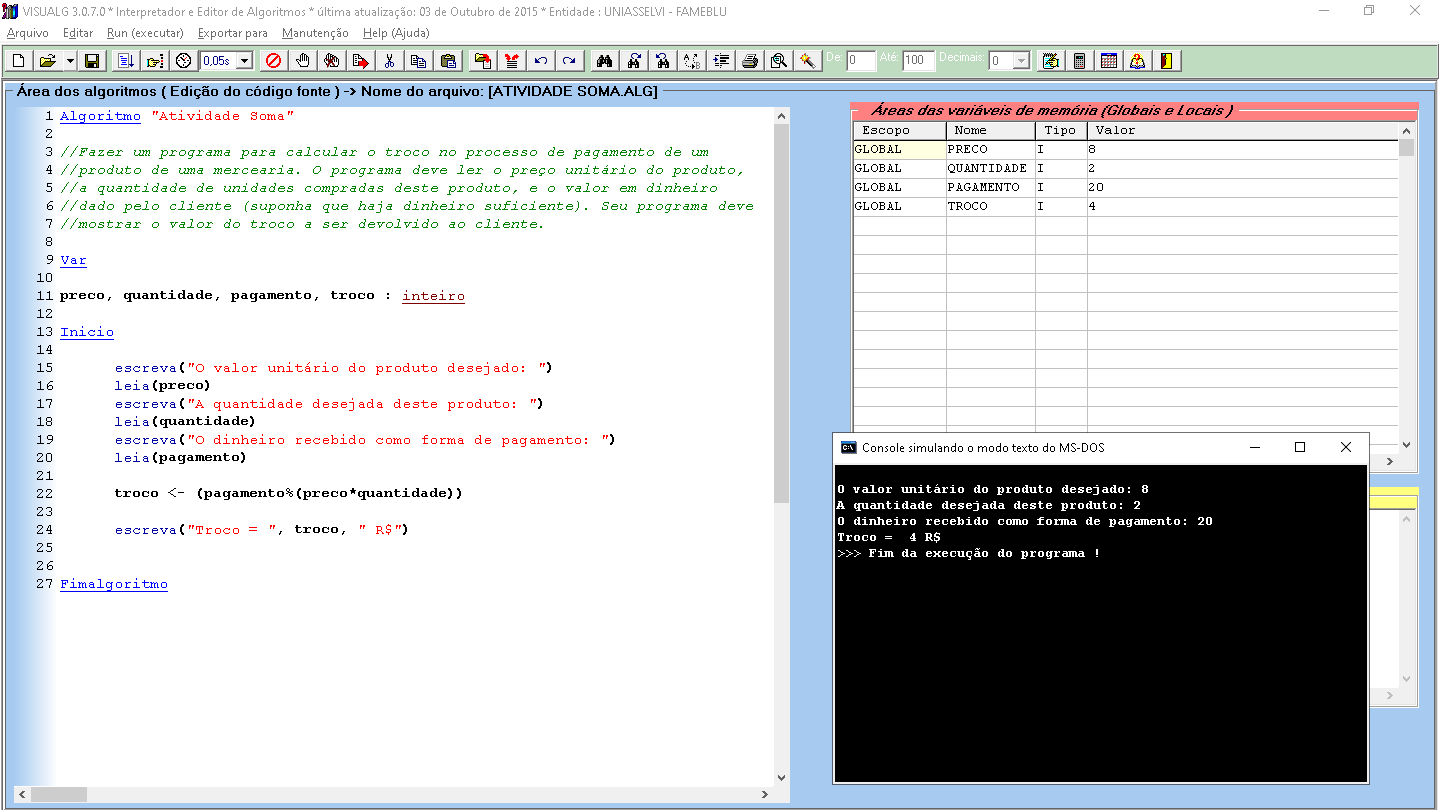 VISUALG 3.0.7.0 * Interpretador e Editor de Algoritmos * última atualização: 03 de Outubro de 2015 * Entidade : UNIASSELVI - FAMEBLU
Arquivo Editar Run (executar) Exportar para Manutenção Help (Ajuda)
0,05s De: 0 Até: 100 Decimais: 0
Área dos algoritmos ( Edição do código fonte ) -> Nome do arquivo: [ATIVIDADE SOMA.ALG]
1 Algoritmo "Atividade Soma"
2
3 //Fazer um programa para calcular o troco no processo de pagamento de um
4 //produto de uma mercearia. O programa deve ler o preço unitário do produto,
5 //a quantidade de unidades compradas deste produto, e o valor em dinheiro
6 //dado pelo cliente (suponha que haja dinheiro suficiente). Seu programa deve
7 //mostrar o valor do troco a ser devolvido ao cliente.
8
9 Var
10
11 preco, quantidade, pagamento, troco : inteiro
12
13 Inicio
14
15 escreva("O valor unitário do produto desejado: ")
16 leia(preco)
17 escreva("A quantidade desejada deste produto: ")
18 leia(quantidade)
19 escreva("O dinheiro recebido como forma de pagamento: ")
20 leia(pagamento)
21
22 troco <- (pagamento%(preco*quantidade))
23
24 escreva("Troco = ", troco, " R$")
25
26
27 Fimalgoritmo
Áreas das variáveis de memória (Globais e Locais )
Escopo Nome Tipo Valor
GLOBAL PRECO I 8
GLOBAL QUANTIDADE I 2
GLOBAL PAGAMENTO I 20
GLOBAL TROCO I 4
Console simulando o modo texto do MS-DOS
O valor unitário do produto desejado: 8
A quantidade desejada deste produto: 2
O dinheiro recebido como forma de pagamento: 20
Troco =  4 R$
>>> Fim da execução do programa !